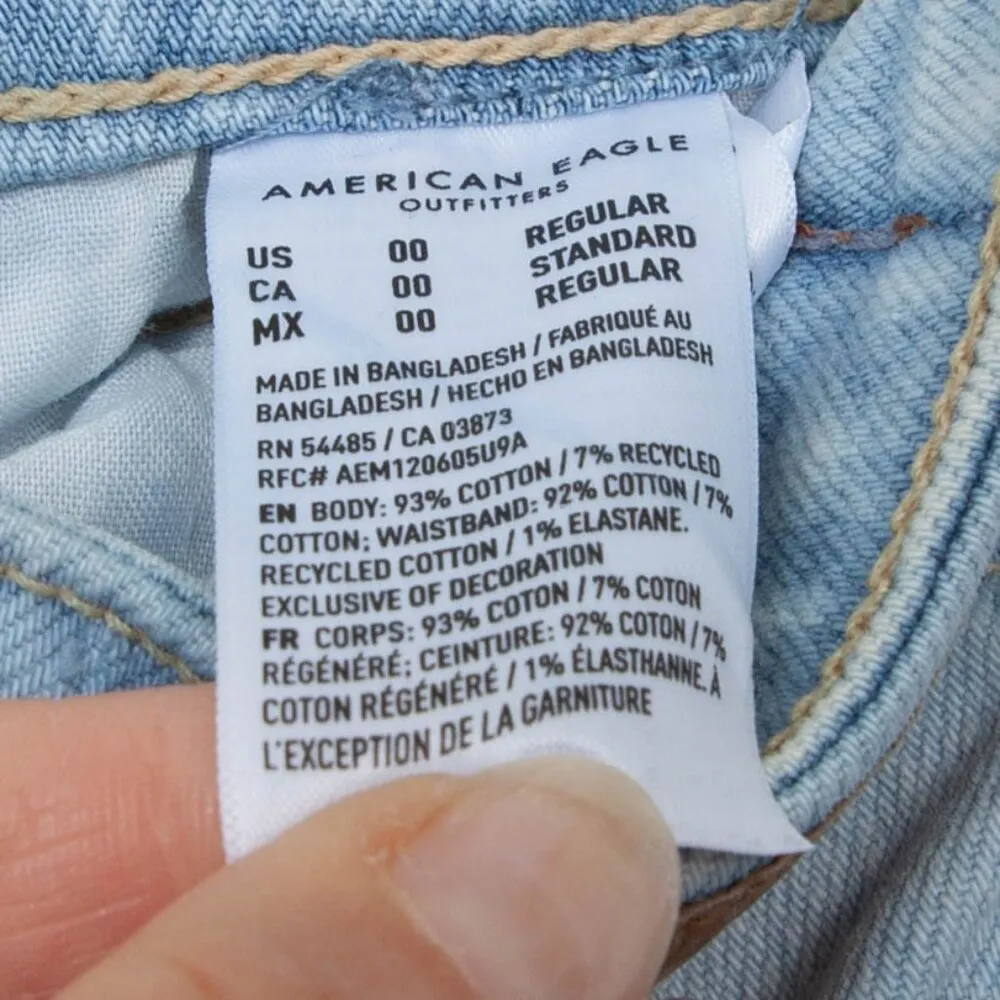 AMERICAN EAGLE
OUTFITTERS
US 00 REGULAR
CA 00 STANDARD
MX 00 REGULAR
MADE IN BANGLADESH / FABRIQUÉ AU
BANGLADESH / HECHO EN BANGLADESH
RN 54485 / CA 03873
RFC# AEM120605U9A
EN BODY: 93% COTTON / 7% RECYCLED
COTTON; WAISTBAND: 92% COTTON / 7%
RECYCLED COTTON / 1% ELASTANE.
EXCLUSIVE OF DECORATION
FR CORPS: 93% COTON / 7% COTON
RÉGÉNÉRÉ; CEINTURE: 92% COTON / 7%
COTON RÉGÉNÉRÉ / 1% ÉLASTHANNE. À
L'EXCEPTION DE LA GARNITURE